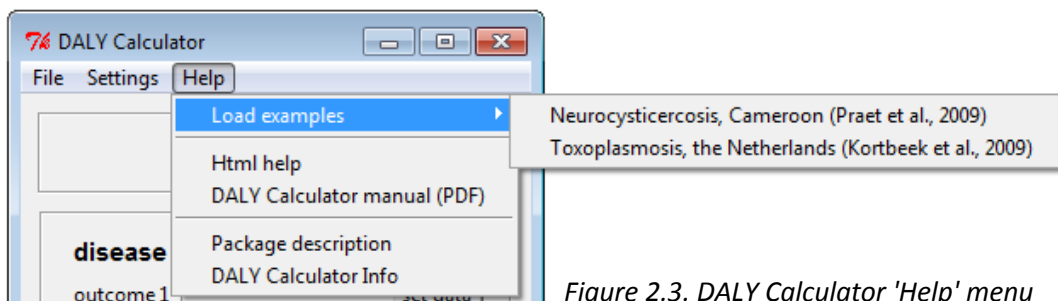 DALY Calculator
File Settings Help
Load examples
Neurocysticercosis, Cameroon (Praet et al., 2009)
Toxoplasmosis, the Netherlands (Kortbeek et al., 2009)
Html help
DALY Calculator manual (PDF)
disease
Package description
DALY Calculator Info
outcome 1
Figure 2.3. DALY Calculator 'Help' menu